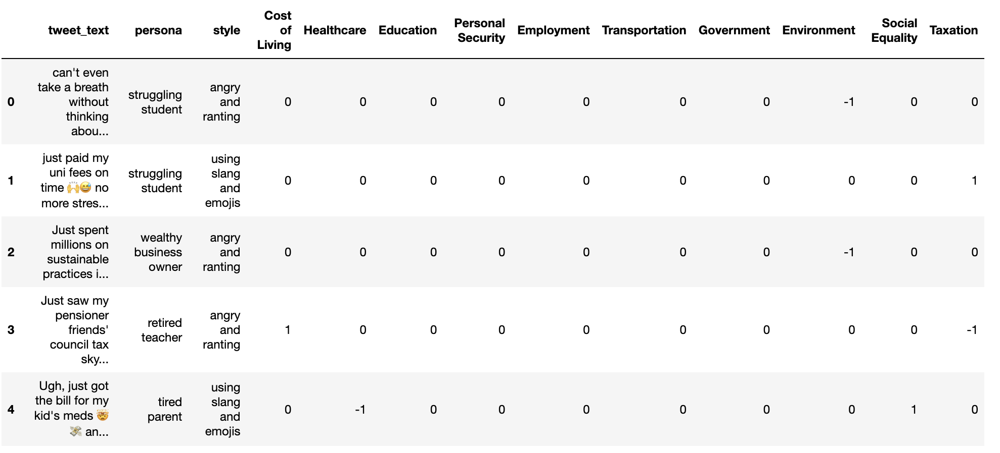 tweet_text persona style Cost of Living Healthcare Education Personal Security Employment Transportation Government Environment Social Equality Taxation
0 can't even take a breath without thinking abou... struggling student angry and ranting 0 0 0 0 0 0 0 -1 0 0
1 just paid my uni fees on time 🙌😅 no more stres... struggling student using slang and emojis 0 0 0 0 0 0 0 0 0 1
2 Just spent millions on sustainable practices i... wealthy business owner angry and ranting 0 0 0 0 0 0 0 -1 0 0
3 Just saw my pensioner friends' council tax sky... retired teacher angry and ranting 1 0 0 0 0 0 0 0 0 -1
4 Ugh, just got the bill for my kid's meds 🤯💸 an... tired parent using slang and emojis 0 -1 0 0 0 0 0 0 1 0